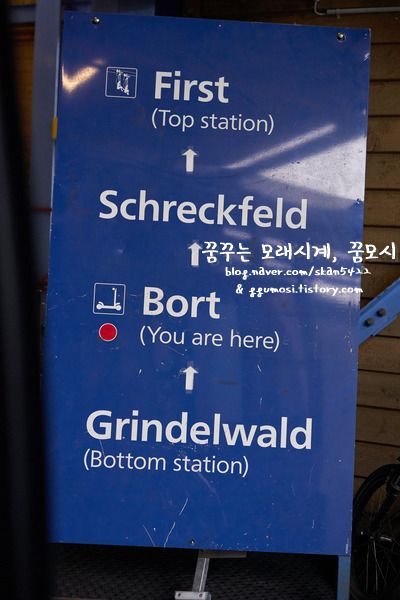 First
(Top station)
Schreckfeld
꿈꾸는 모래시계, 꿈모시
blog.naver.com/skan5422
& ggumosi.tistory.com
Bort
(You are here)
Grindelwald
(Bottom station)